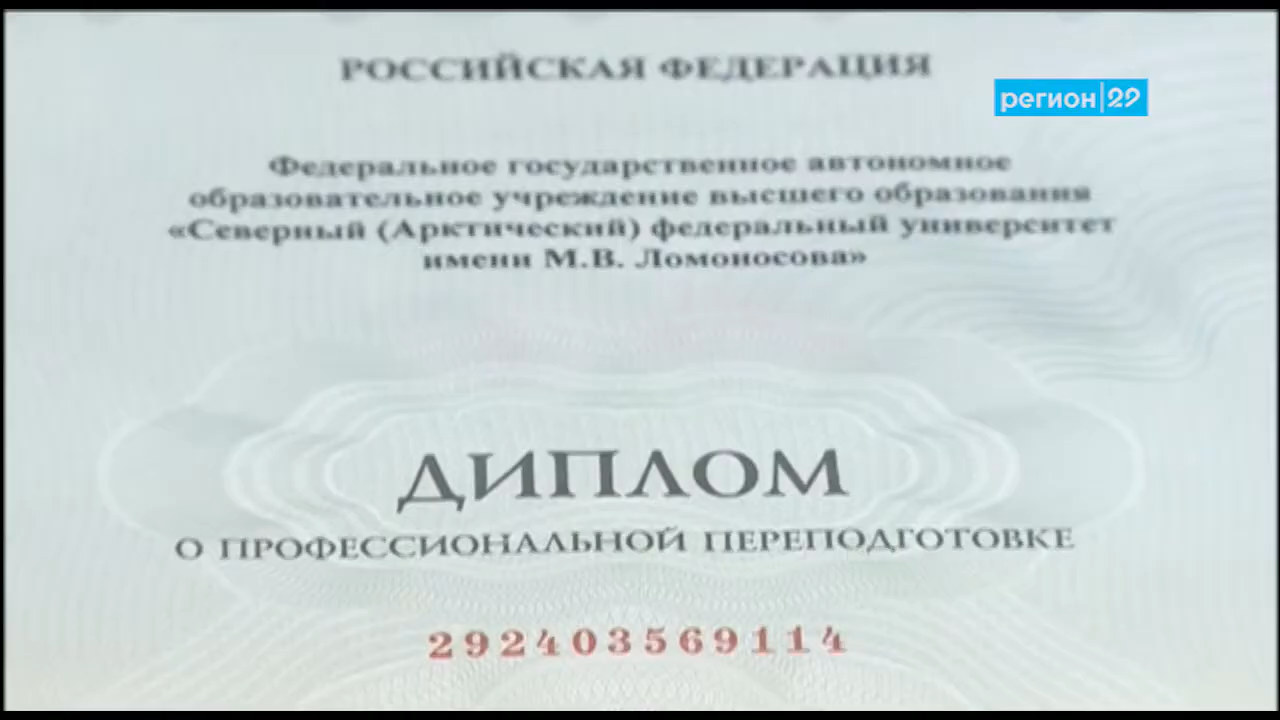 РОССИЙСКАЯ ФЕДЕРАЦИЯ
регион 29
Федеральное государственное автономное
образовательное учреждение высшего образования
«Северный (Арктический) федеральный университет
имени М.В. Ломоносова»
ДИПЛОМ
О ПРОФЕССИОНАЛЬНОЙ ПЕРЕПОДГОТОВКЕ
292403569114